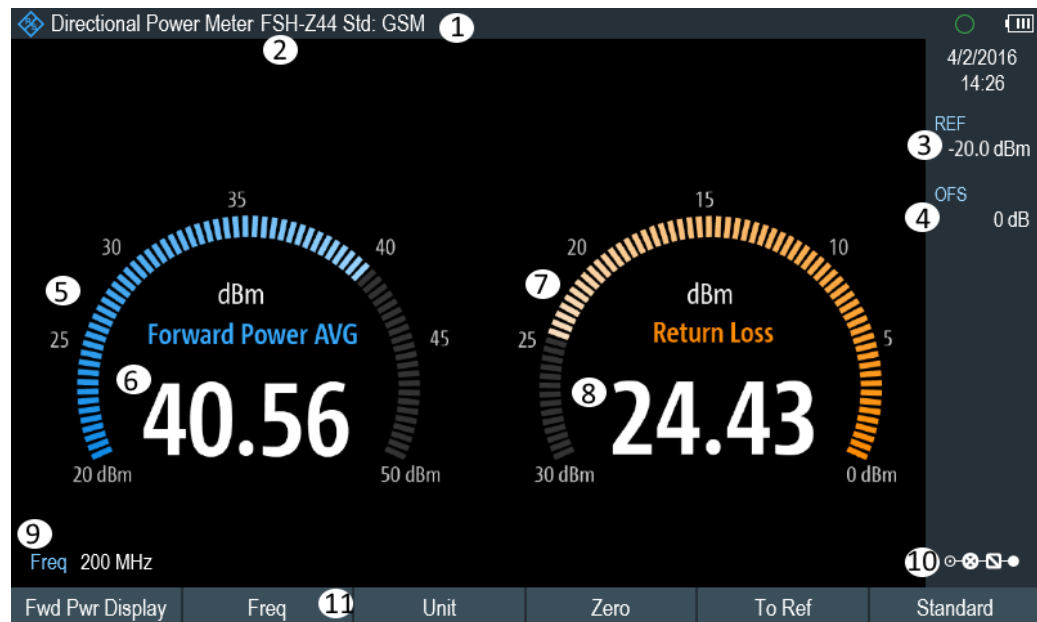 Directional Power Meter FSH-Z44 Std: GSM 1
2
4/2/2016
14:26
REF
3 -20.0 dBm
OFS
4 0 dB
35
30 40
5 25 45
dBm
Forward Power AVG
6 40.56
20 dBm 50 dBm
15
20 10
7
25 5
dBm
Return Loss
8 24.43
30 dBm 0 dBm
9
Freq 200 MHz
10
Fwd Pwr Display Freq 11 Unit Zero To Ref Standard